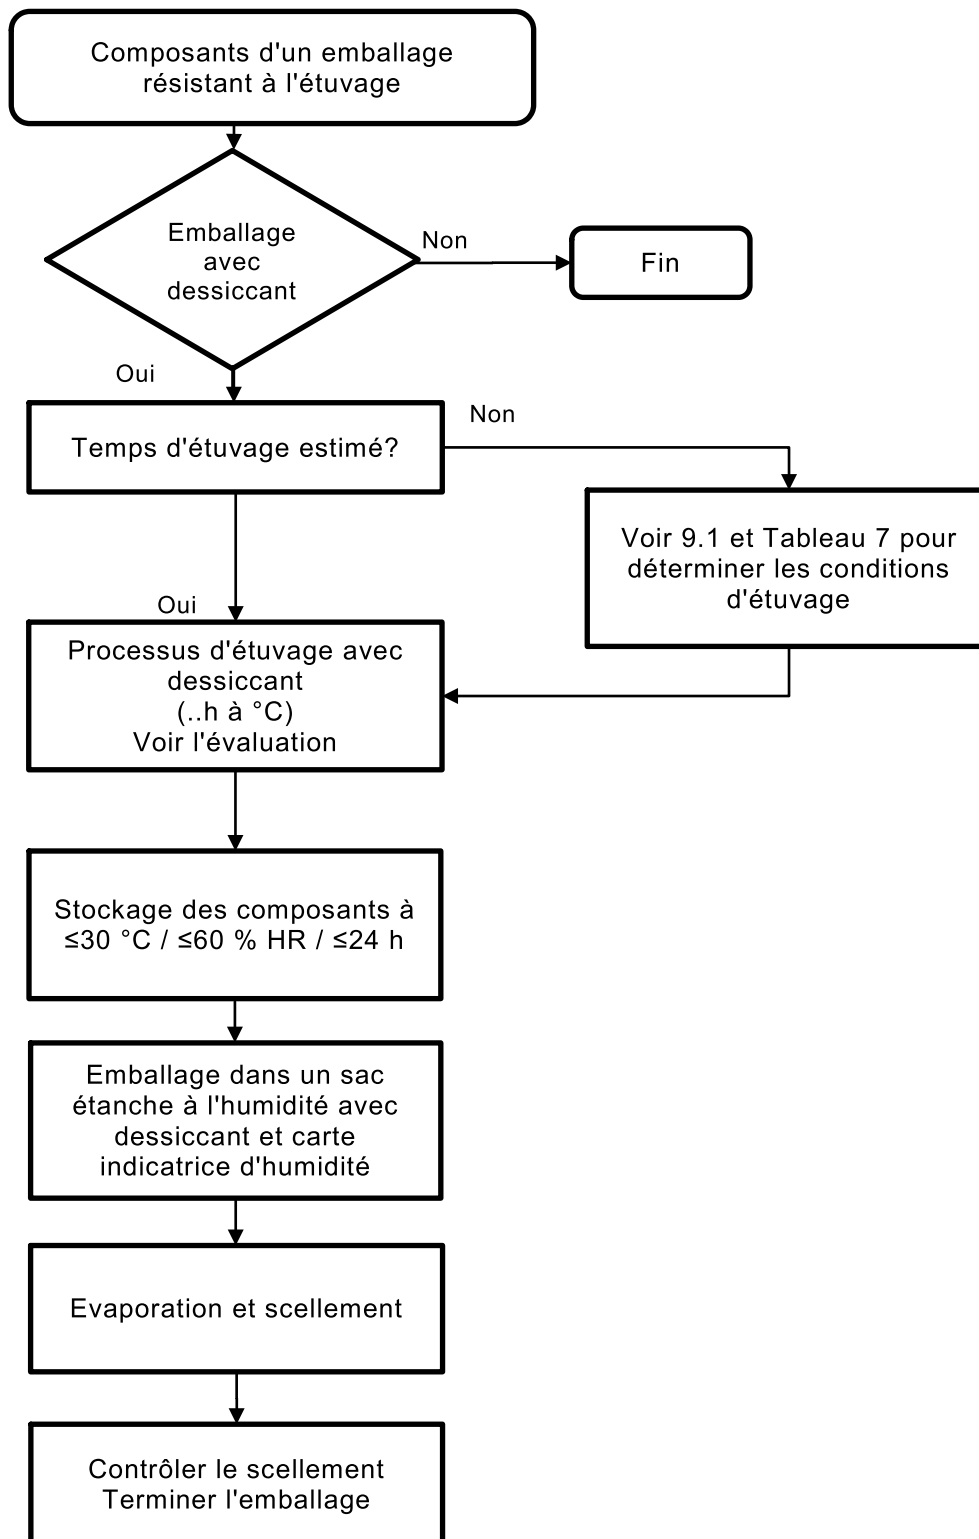 Composants d'un emballage
résistant à l'étuvage
Emballage
avec
dessiccant
Non
Fin
Oui
Temps d'étuvage estimé?
Non
Voir 9.1 et Tableau 7 pour
déterminer les conditions
d'étuvage
Oui
Processus d'étuvage avec
dessiccant
(..h à °C)
Voir l'évaluation
Stockage des composants à
≤30 °C / ≤60 % HR / ≤24 h
Emballage dans un sac
étanche à l'humidité avec
dessiccant et carte
indicatrice d'humidité
Evaporation et scellement
Contrôler le scellement
Terminer l'emballage